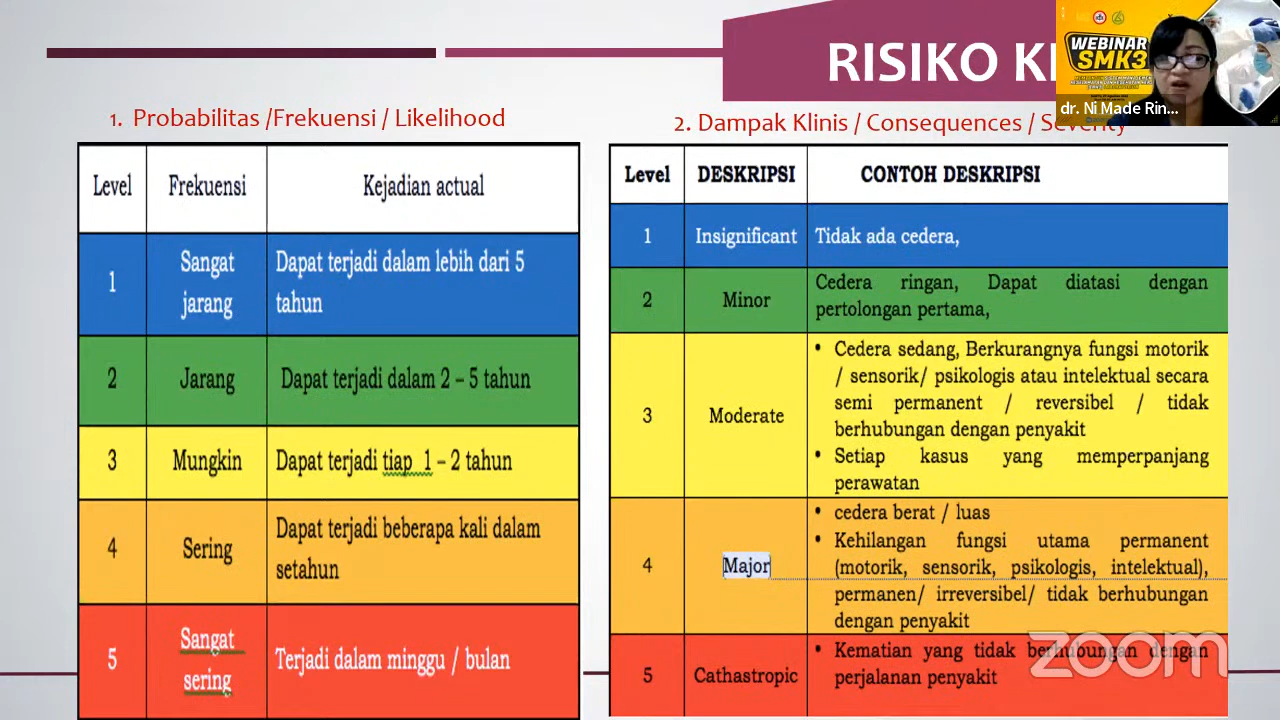 RISIKO
WEBINAR
SMK3
dr. Ni Made Rin...
1. Probabilitas /Frekuensi / Likelihood
Level Frekuensi Kejadian actual
1 Sangat jarang Dapat terjadi dalam lebih dari 5
tahun
2 Jarang Dapat terjadi dalam 2 – 5 tahun
3 Mungkin Dapat terjadi tiap 1 – 2 tahun
4 Sering Dapat terjadi beberapa kali dalam
setahun
5 Sangat sering Terjadi dalam minggu / bulan
2. Dampak Klinis / Consequences / Severity
Level DESKRIPSI CONTOH DESKRIPSI
1 Insignificant Tidak ada cedera,
2 Minor Cedera ringan, Dapat diatasi dengan
pertolongan pertama,
3 Moderate • Cedera sedang, Berkurangnya fungsi motorik
/ sensorik/ psikologis atau intelektual secara
semi permanent / reversibel / tidak
berhubungan dengan penyakit
• Setiap kasus yang memperpanjang
perawatan
4 Major • cedera berat / luas
• Kehilangan fungsi utama permanent
(motorik, sensorik, psikologis, intelektual),
permanen/ irreversibel/ tidak berhubungan
dengan penyakit
5 Cathastropic • Kematian yang tidak berhubungan dengan
perjalanan penyakit
zoom